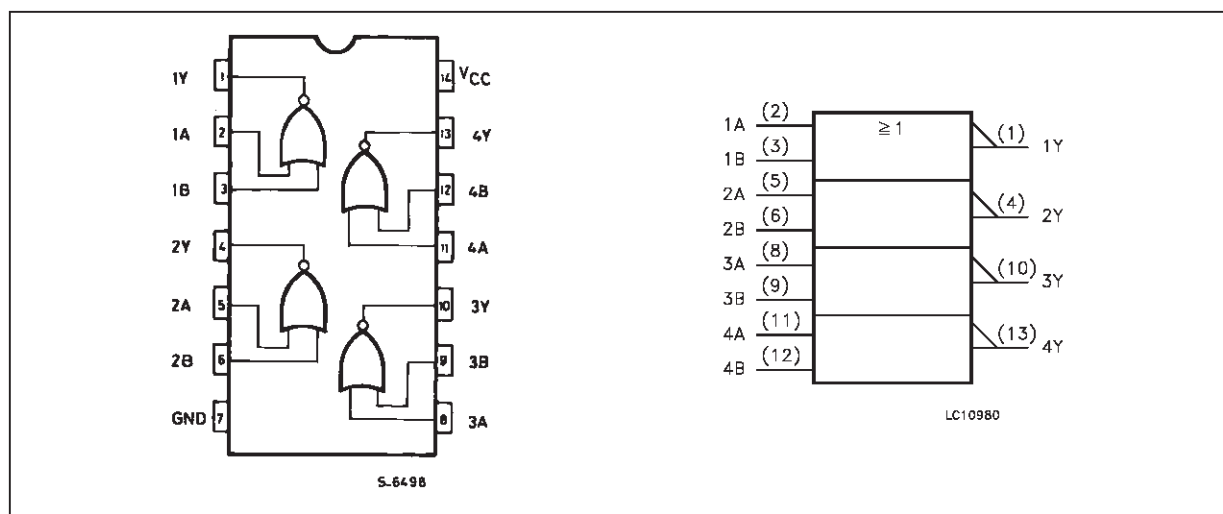 1Y 1 14 VCC
1A 2 13 4Y
1B 3 12 4B
2Y 4 11 4A
2A 5 10 3Y
2B 6 9 3B
GND 7 8 3A
S-6498
1A (2) ≥ 1 (1) 1Y
1B (3)
2A (5) (4) 2Y
2B (6)
3A (8) (10) 3Y
3B (9)
4A (11) (13) 4Y
4B (12)
LC10980